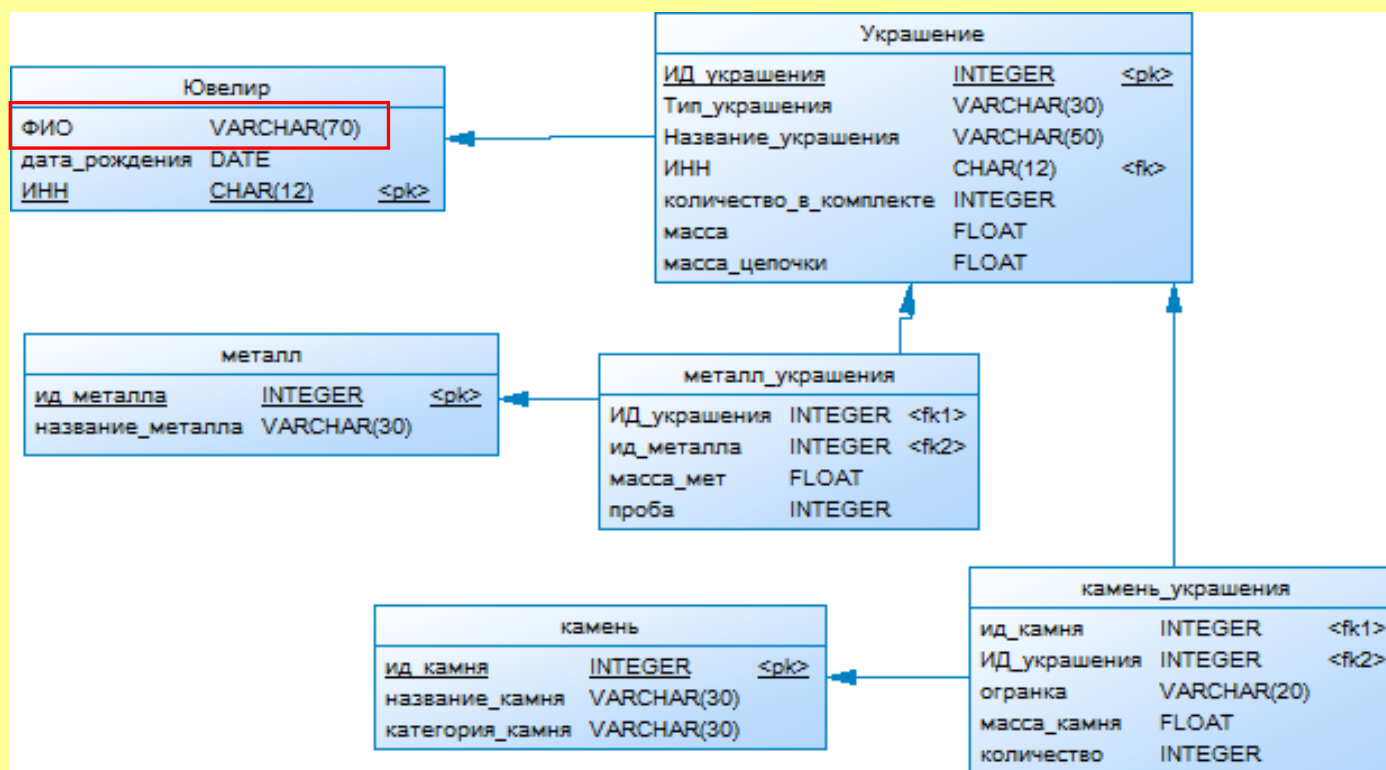 Ювелир
ФИО VARCHAR(70)
дата_рождения DATE
ИНН CHAR(12) <pk>
Украшение
ИД_украшения INTEGER <pk>
Тип_украшения VARCHAR(30)
Название_украшения VARCHAR(50)
ИНН CHAR(12) <fk>
количество_в_комплекте INTEGER
масса FLOAT
масса_цепочки FLOAT
металл
ид_металла INTEGER <pk>
название_металла VARCHAR(30)
металл_украшения
ИД_украшения INTEGER <fk1>
ид_металла INTEGER <fk2>
масса_мет FLOAT
проба INTEGER
камень
ид_камня INTEGER <pk>
название_камня VARCHAR(30)
категория_камня VARCHAR(30)
камень_украшения
ид_камня INTEGER <fk1>
ИД_украшения INTEGER <fk2>
огранка VARCHAR(20)
масса_камня FLOAT
количество INTEGER